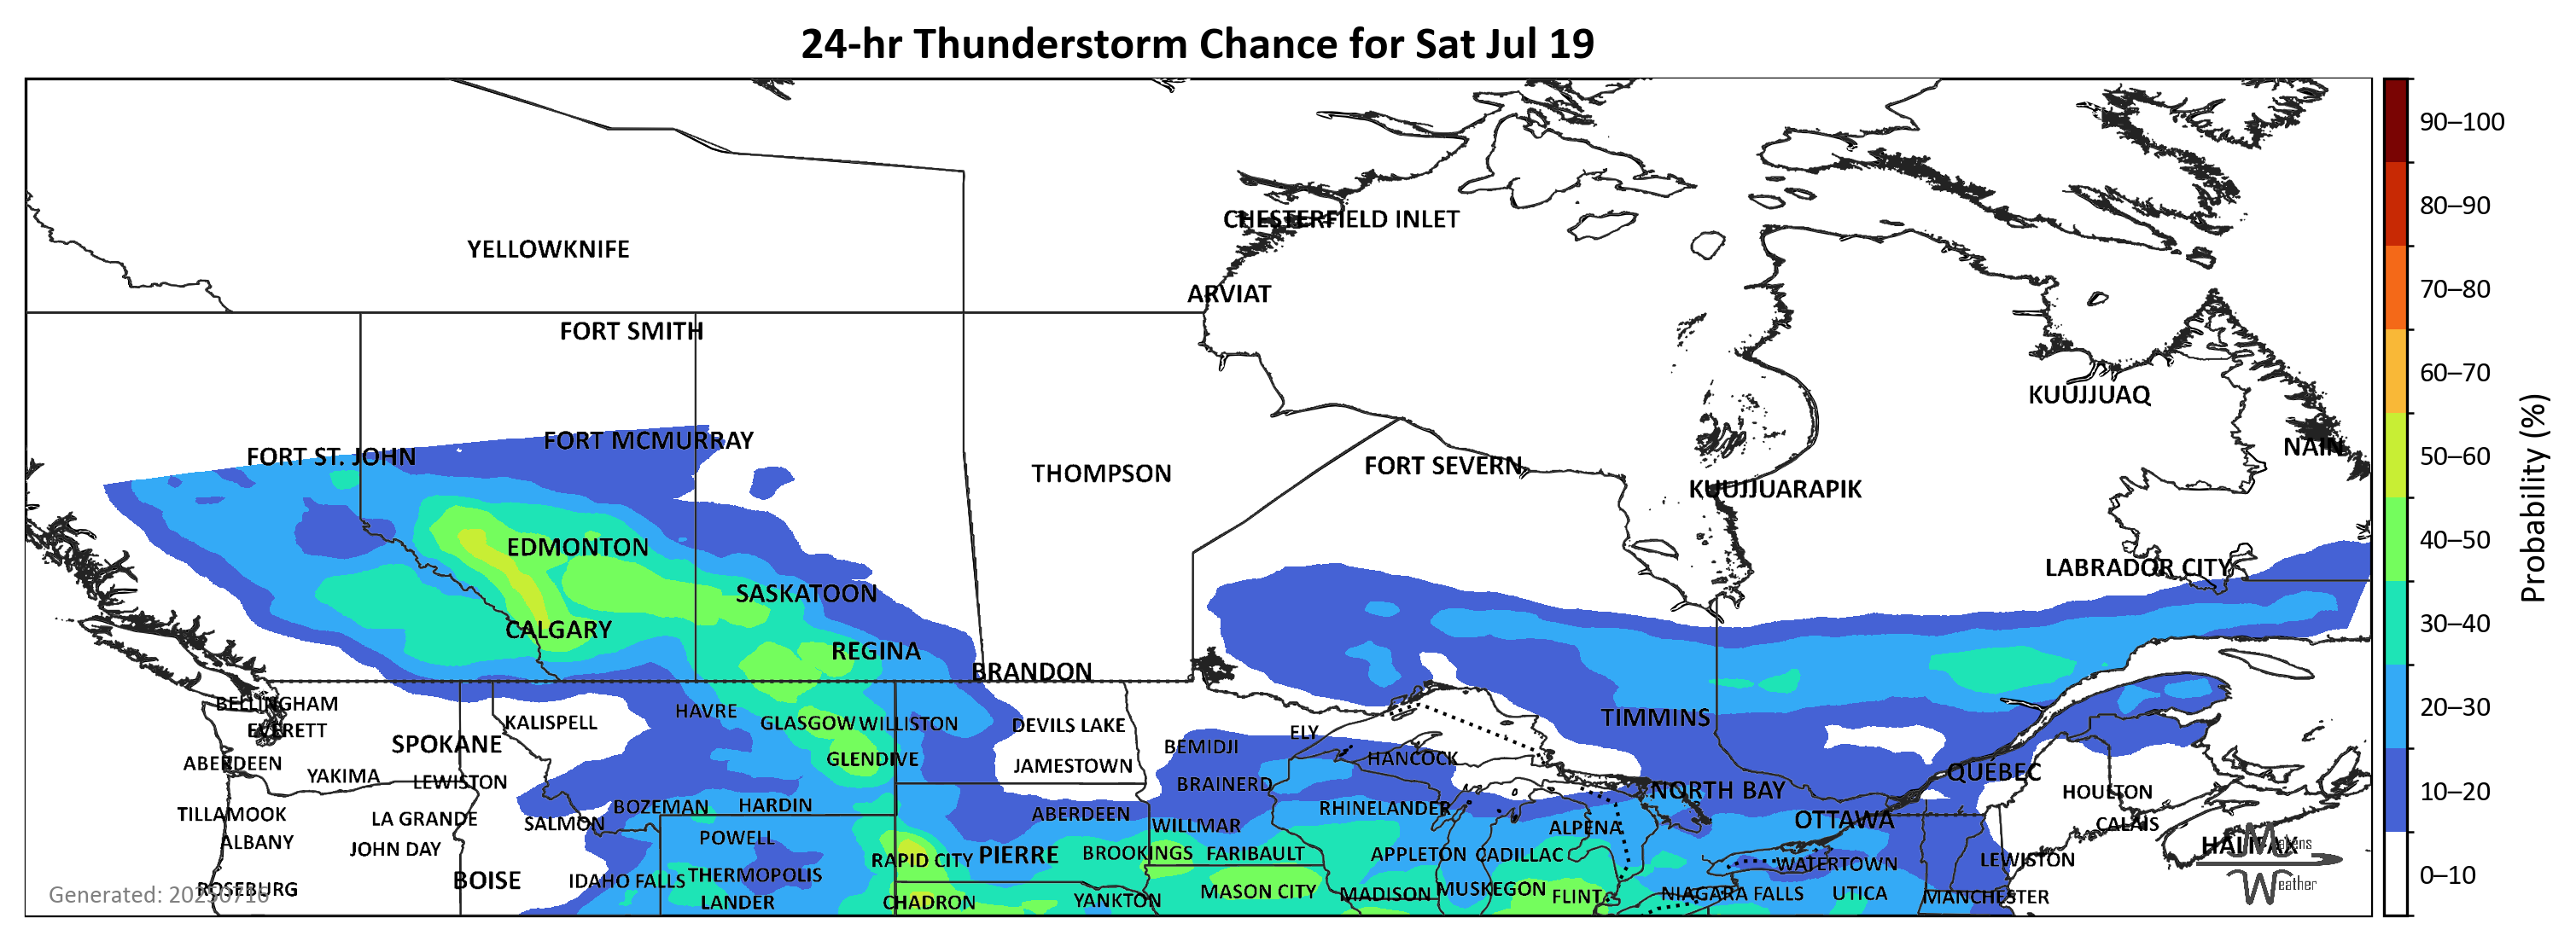 24-hr Thunderstorm Chance for Sat Jul 19
CHESTERFIELD INLET
YELLOWKNIFE
ARVIAT
FORT SMITH
KUUJJUAQ
FORT MCMURRAY
NAIN
FORT ST. JOHN
FORT SEVERN
THOMPSON
KUUJJUARAPIK
EDMONTON
LABRADOR CITY
SASKATOON
CALGARY
REGINA
BRANDON
BELLINGHAM
HAVRE
TIMMINS
KALISPELL
GLASGOW
WILLISTON
DEVILS LAKE
EVERETT
ELY
SPOKANE
BEMIDJI
GLENDIVE
HANCOCK
ABERDEEN
JAMESTOWN
QUEBEC
YAKIMA
LEWISTON
BRAINERD
NORTH BAY
HOULTON
BOZEMAN
HARDIN
RHINELANDER
TILLAMOOK
ABERDEEN
LA GRANDE
SALMON
WILLMAR
ALPENA
OTTAWA
CALAIS
POWELL
ALBANY
HALIFAX
JOHN DAY
RAPID CITY
PIERRE
BROOKINGS
FARIBAULT
APPLETON
CADILLAC
LEWISTON
WATERTOWN
THERMOPOLIS
BOISE
IDAHO FALLS
ROSEBURG
MASON CITY
MADISON
MUSKEGON
NIAGARA FALLS
UTICA
FLINT
MANCHESTER
LANDER
CHADRON
YANKTON
Generated: 20250716
Weather
90–100
80–90
70–80
60–70
50–60
40–50
30–40
20–30
10–20
0–10
Probability (%)